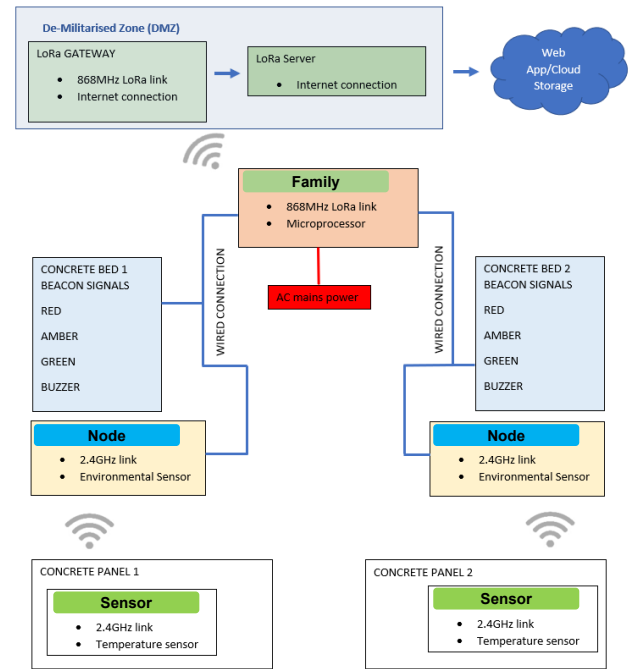 De-Militarised Zone (DMZ)
LoRa GATEWAY
• 868MHz LoRa link
• Internet connection
LoRa Server
• Internet connection
Web
App/Cloud
Storage
Family
• 868MHz LoRa link
• Microprocessor
AC mains power
WIRED CONNECTION
WIRED CONNECTION
CONCRETE BED 1
BEACON SIGNALS
RED
AMBER
GREEN
BUZZER
CONCRETE BED 2
BEACON SIGNALS
RED
AMBER
GREEN
BUZZER
Node
• 2.4GHz link
• Environmental Sensor
Node
• 2.4GHz link
• Environmental Sensor
CONCRETE PANEL 1
Sensor
• 2.4GHz link
• Temperature sensor
CONCRETE PANEL 2
Sensor
• 2.4GHz link
• Temperature sensor